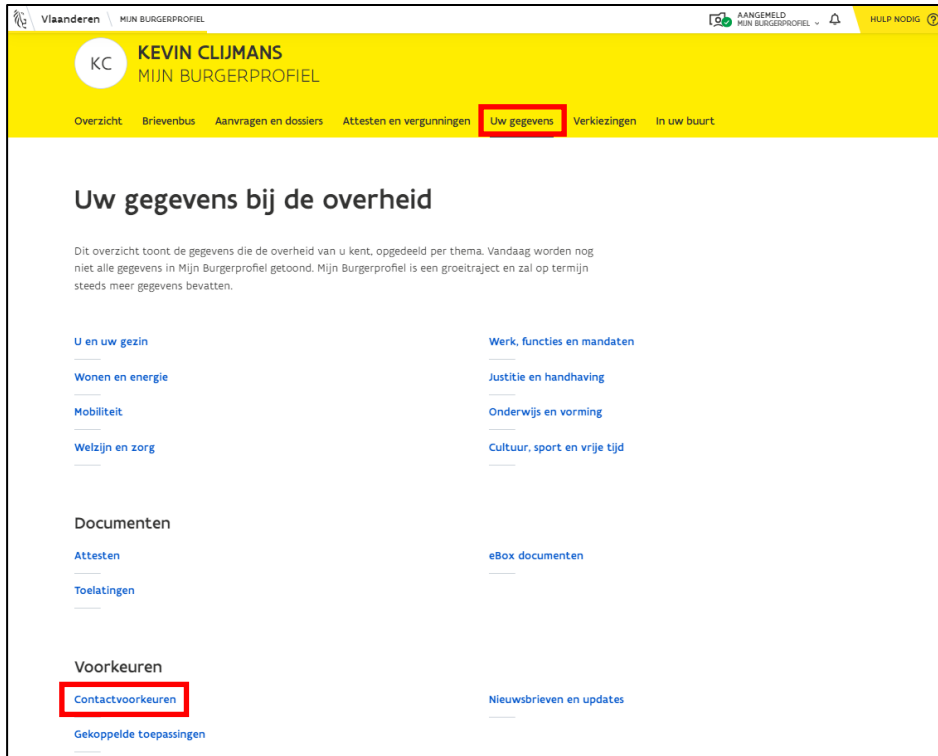 Vlaanderen MIJN BURGERPROFIEL AANGEMELD HULP NODIG
MIJN BURGERPROFIEL
KC KEVIN CLIJMANS
MIJN BURGERPROFIEL
Overzicht Brievenbus Aanvragen en dossiers Attesten en vergunningen Uw gegevens Verkiezingen In uw buurt
Uw gegevens bij de overheid
Dit overzicht toont de gegevens die de overheid van u kent, opgedeeld per thema. Vandaag worden nog
niet alle gegevens in Mijn Burgerprofiel getoond. Mijn Burgerprofiel is een groeitraject en zal op termijn
steeds meer gegevens bevatten.
U en uw gezin Werk, functies en mandaten
Wonen en energie Justitie en handhaving
Mobiliteit Onderwijs en vorming
Welzijn en zorg Cultuur, sport en vrije tijd
Documenten
Attesten eBox documenten
Toelatingen
Voorkeuren
Contactvoorkeuren Nieuwsbrieven en updates
Gekoppelde toepassingen